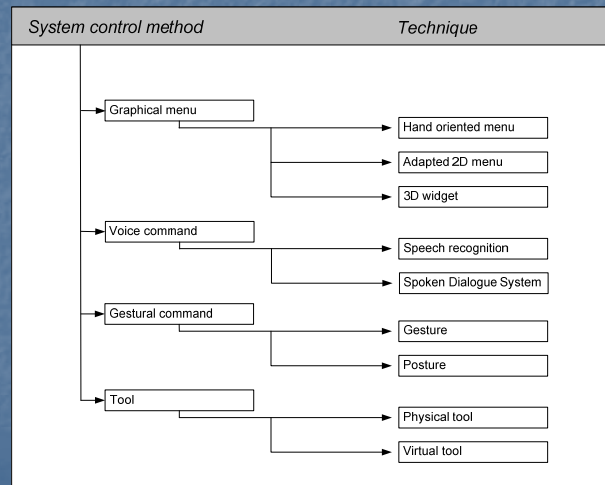 System control method
Technique
Graphical menu
Hand oriented menu
Adapted 2D menu
3D widget
Voice command
Speech recognition
Spoken Dialogue System
Gestural command
Gesture
Posture
Tool
Physical tool
Virtual tool